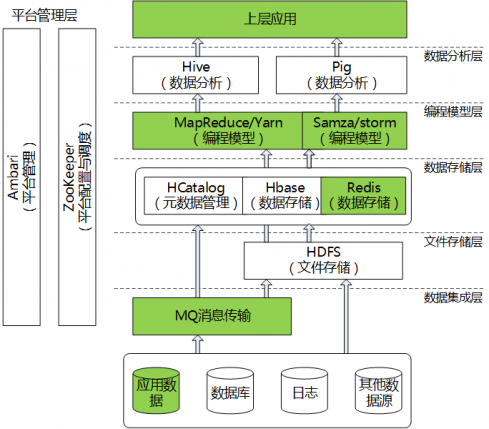 平台管理层
上层应用
数据分析层
Hive
(数据分析)
Pig
(数据分析)
编程模型层
MapReduce/Yarn
(编程模型)
Samza/storm
(编程模型)
数据存储层
HCatalog
(元数据管理)
Hbase
(数据存储)
Redis
(数据存储)
文件存储层
HDFS
(文件存储)
数据集成层
MQ消息传输
应用数
据
数据库
日志
其他数
据源
Ambari
(平台管理)
ZooKeeper
(平台配置与调度)